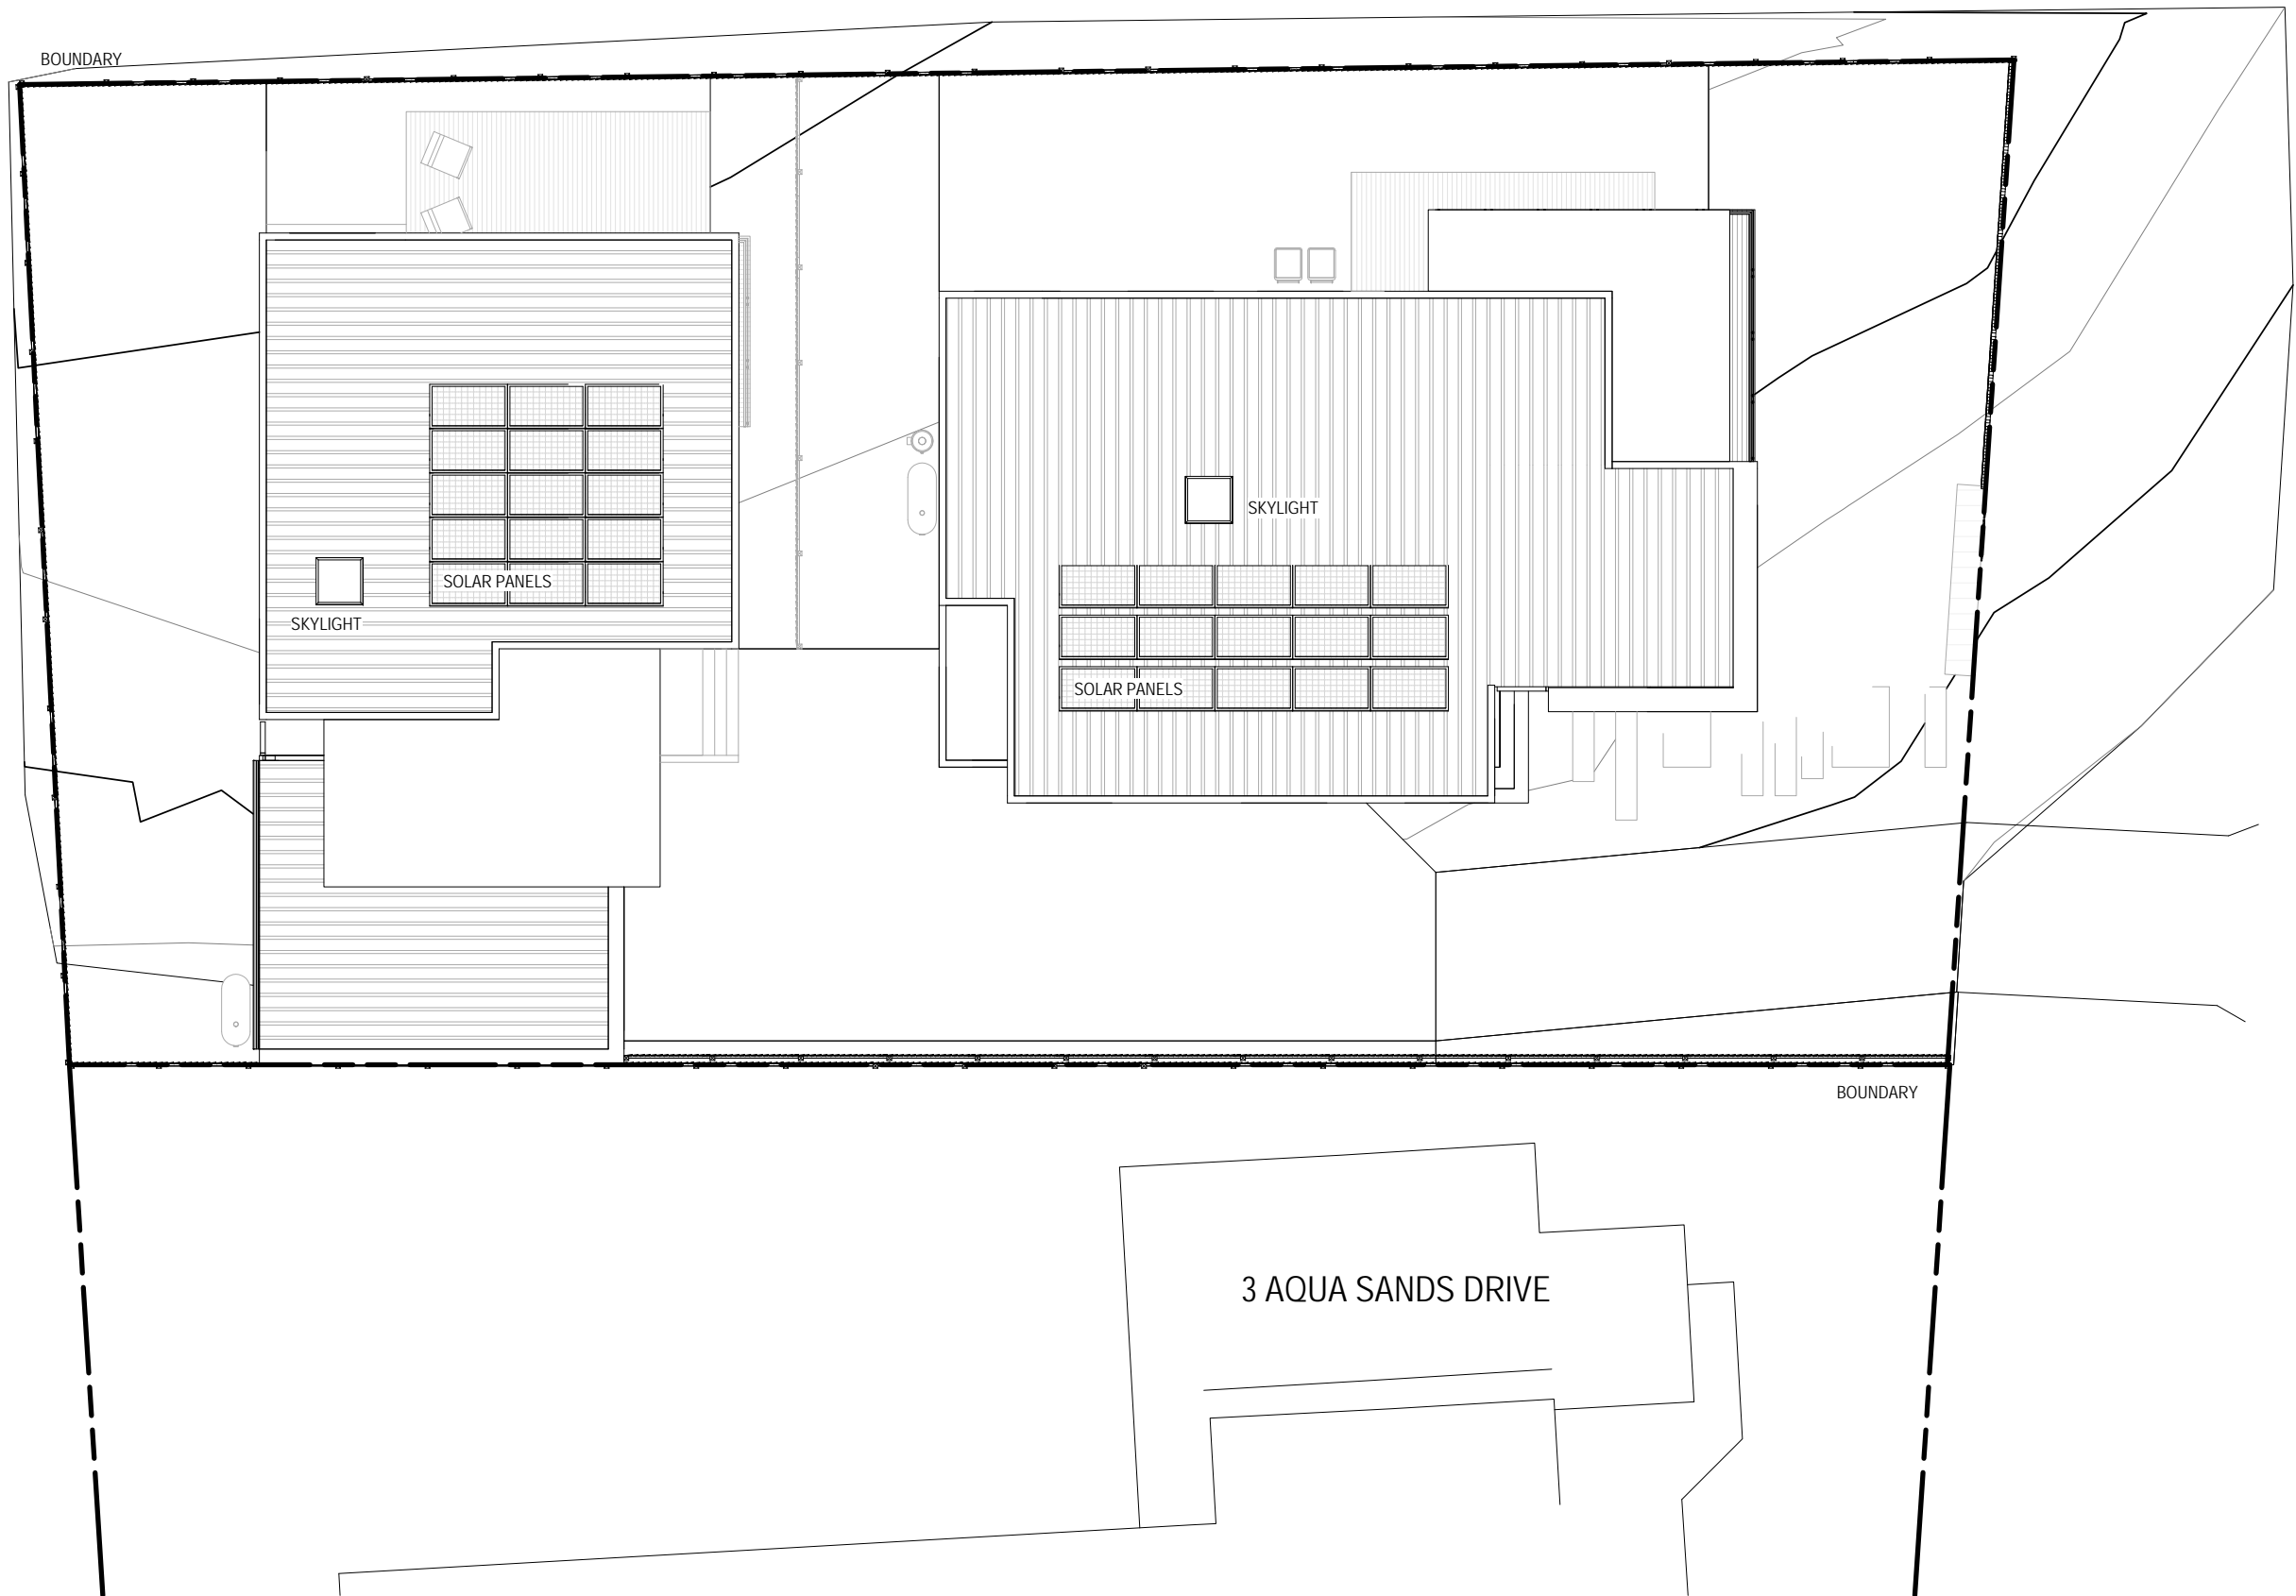 BOUNDARY
SKYLIGHT
SOLAR PANELS
SKYLIGHT
SOLAR PANELS
BOUNDARY
3 AQUA SANDS DRIVE